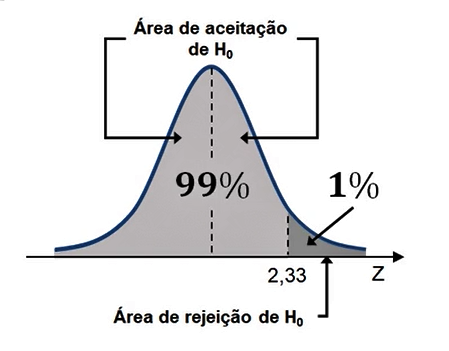 Área de aceitação
de H₀
99%
1%
2,33
Z
Área de rejeição de H₀